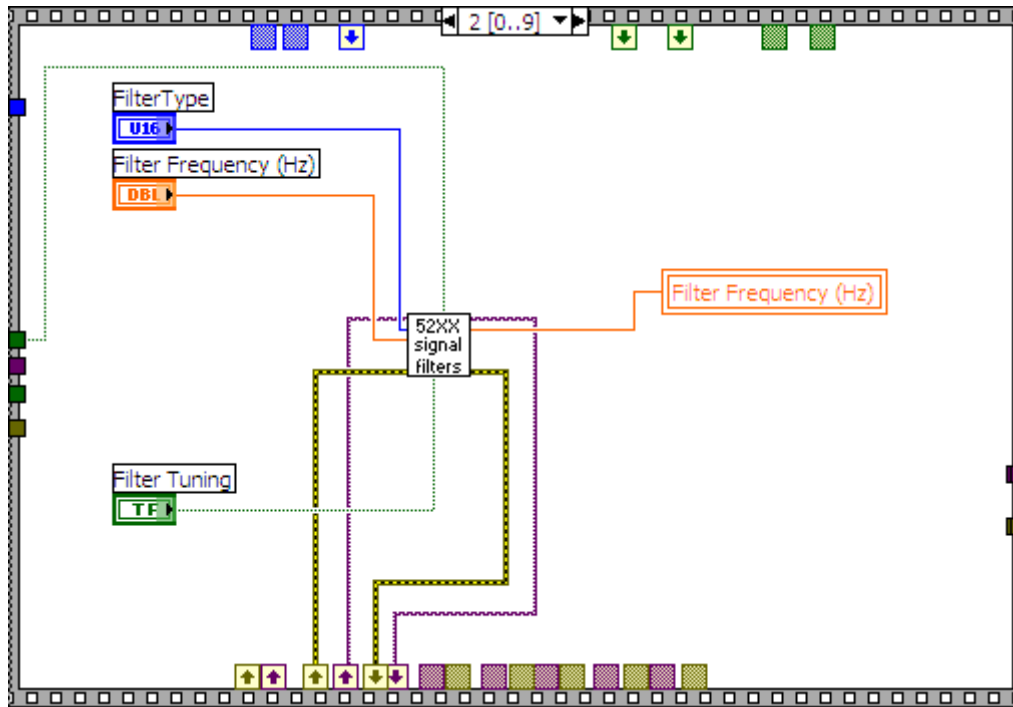 2 [0..9]
FilterType
U16
Filter Frequency (Hz)
DBL
Filter Frequency (Hz)
52XX
signal
filters
Filter Tuning
TF